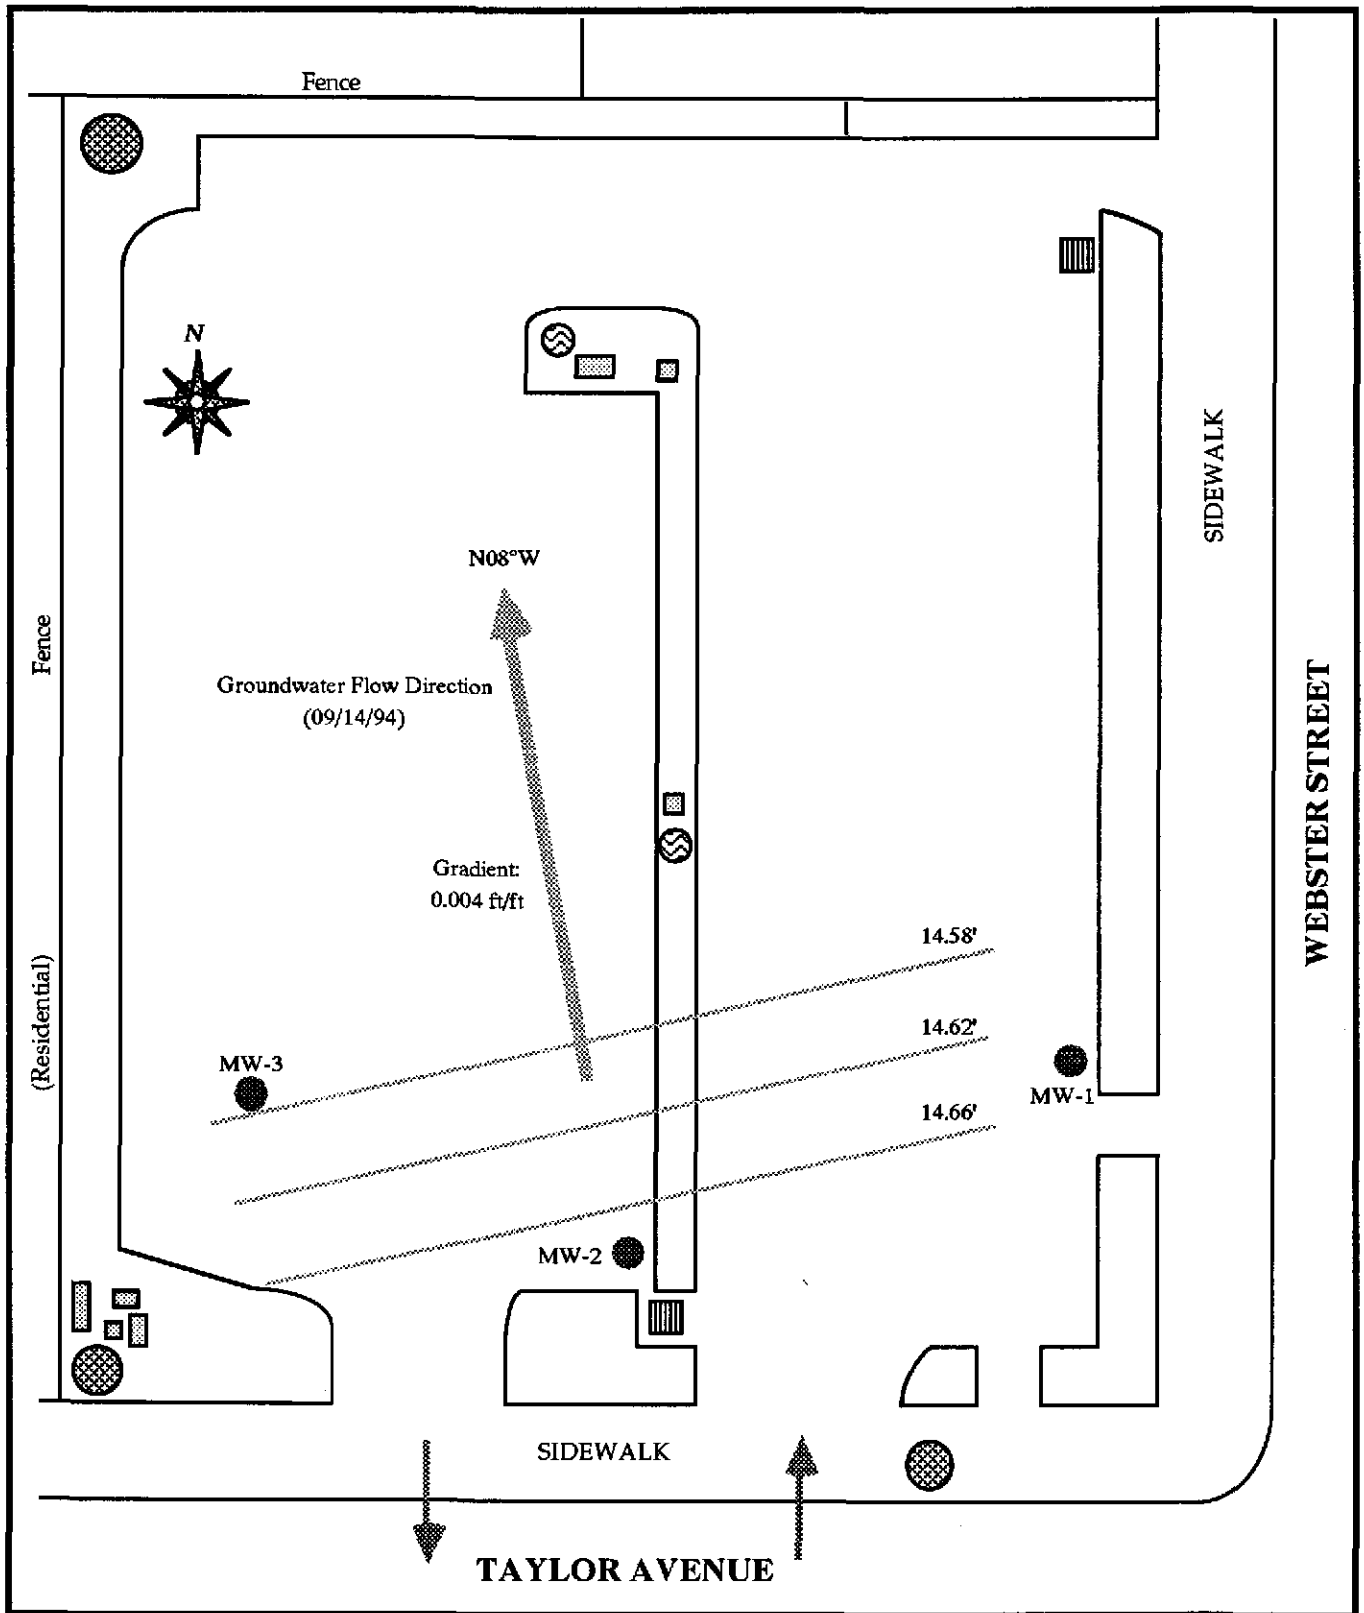 Fence
N
SIDEWALK
N08°W
Fence
Groundwater Flow Direction
(09/14/94)
WEBSTER STREET
Gradient:
0.004 ft/ft
14.58'
(Residential)
14.62'
MW-3
MW-1
14.66'
MW-2
SIDEWALK
TAYLOR AVENUE